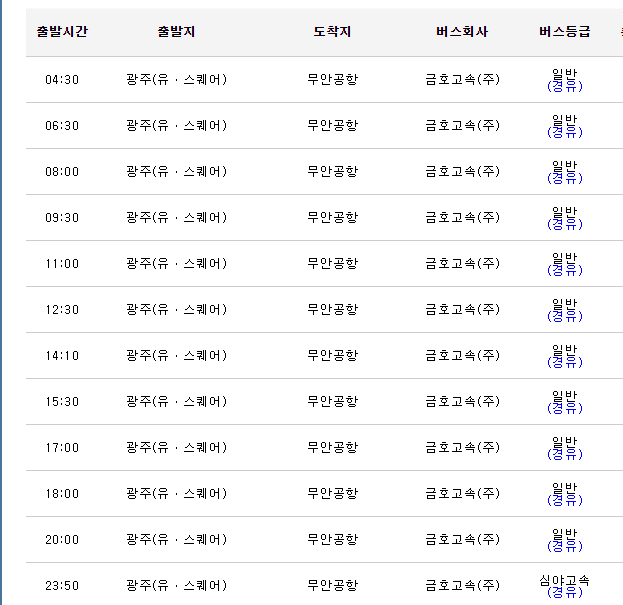 출발시간 출발지 도착지 버스회사 버스등급
04:30 광주(유·스퀘어) 무안공항 금호고속(주) 일반
(경유)
06:30 광주(유·스퀘어) 무안공항 금호고속(주) 일반
(경유)
08:00 광주(유·스퀘어) 무안공항 금호고속(주) 일반
(경유)
09:30 광주(유·스퀘어) 무안공항 금호고속(주) 일반
(경유)
11:00 광주(유·스퀘어) 무안공항 금호고속(주) 일반
(경유)
12:30 광주(유·스퀘어) 무안공항 금호고속(주) 일반
(경유)
14:10 광주(유·스퀘어) 무안공항 금호고속(주) 일반
(경유)
15:30 광주(유·스퀘어) 무안공항 금호고속(주) 일반
(경유)
17:00 광주(유·스퀘어) 무안공항 금호고속(주) 일반
(경유)
18:00 광주(유·스퀘어) 무안공항 금호고속(주) 일반
(경유)
20:00 광주(유·스퀘어) 무안공항 금호고속(주) 일반
(경유)
23:50 광주(유·스퀘어) 무안공항 금호고속(주) 심야고속
(경유)